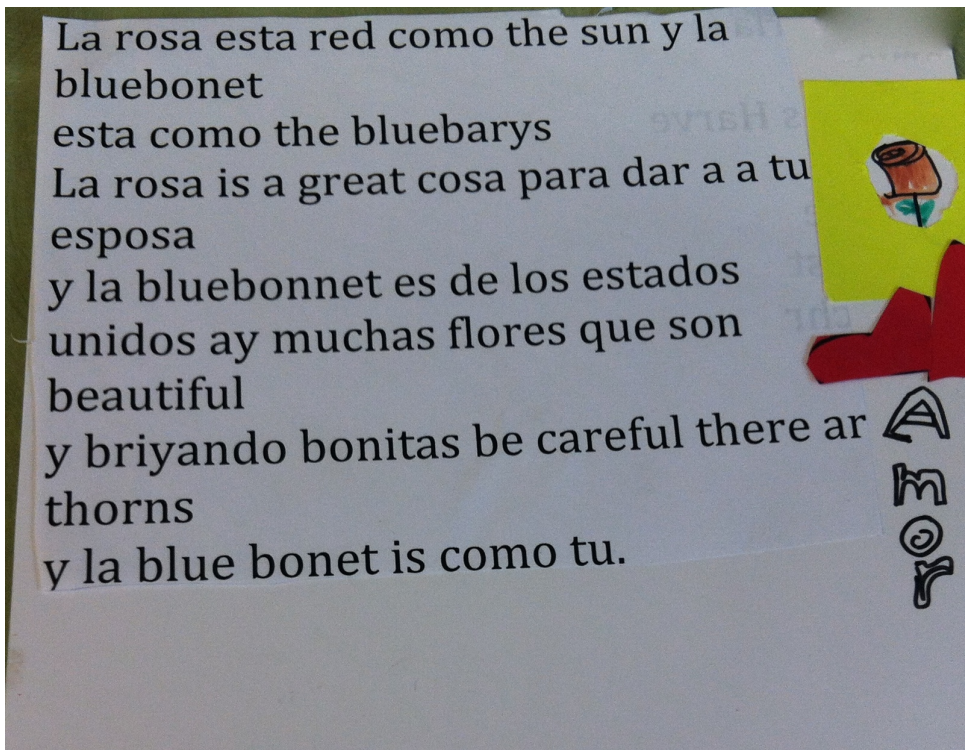 La rosa esta red como the sun y la
bluebonet
esta como the bluebarys
La rosa is a great cosa para dar a a tu
esposa
y la bluebonnet es de los estados
unidos ay muchas flores que son
beautiful
y briyando bonitas be careful there ar
thorns
y la blue bonet is como tu.
Amor